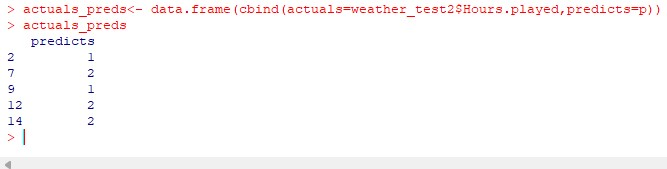 > actuals_preds<- data.frame(cbind(actuals=weather_test2$Hours.played,predicts=p))
> actuals_preds
predicts
2 1
7 2
9 1
12 2
14 2
>